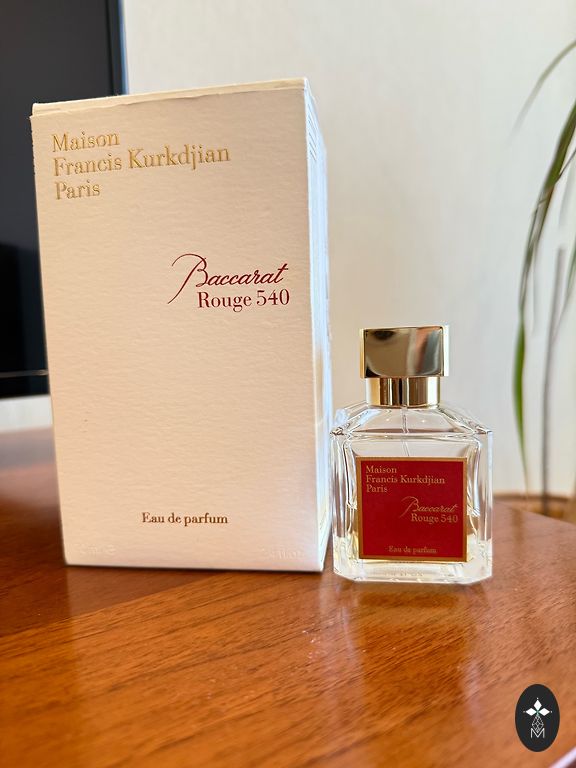 Maison
Francis Kurkdjian
Paris
Baccarat
Rouge 540
Eau de parfum
Maison
Francis Kurkdjian
Paris
Baccarat
Rouge 540
Eau de parfum
M